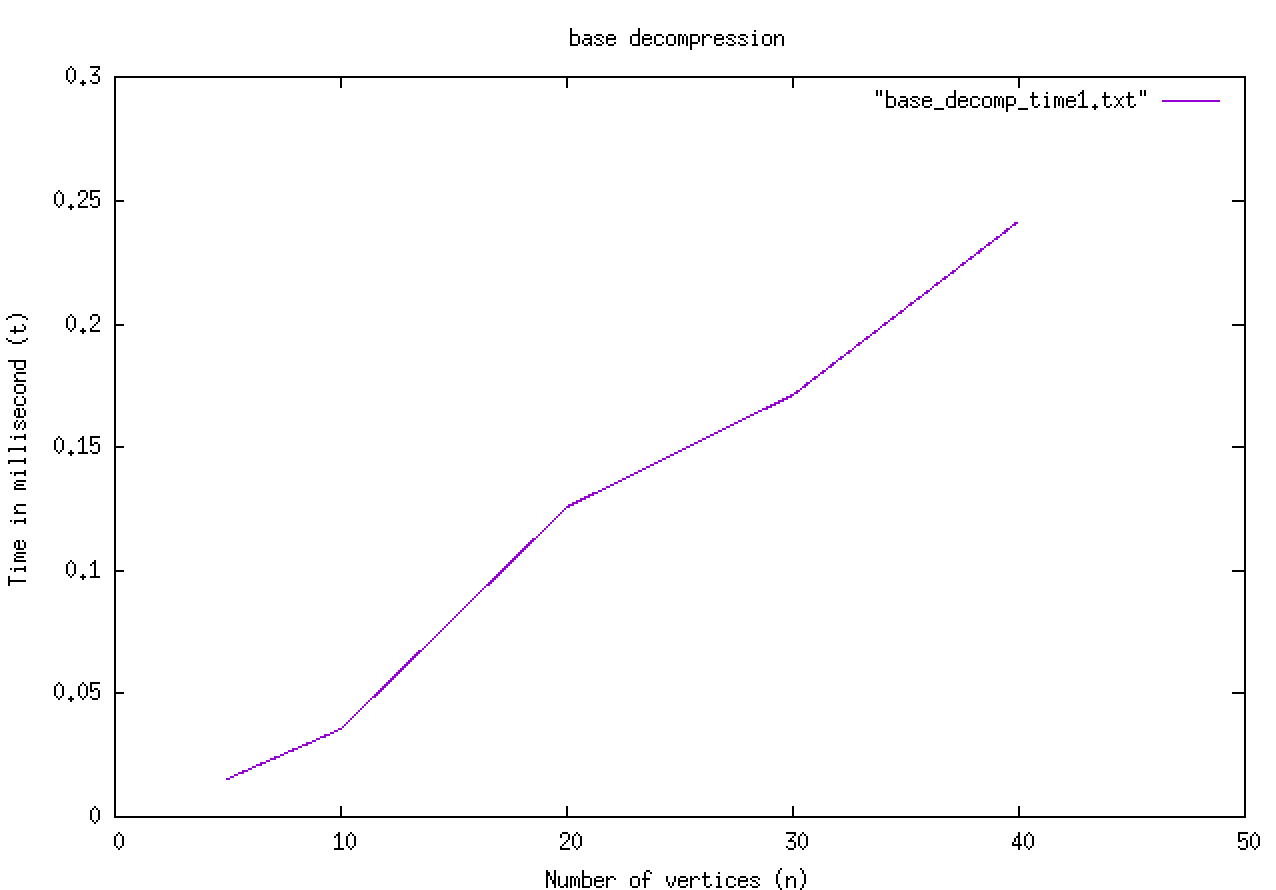 base decompression
"base_decomp_time1.txt"
0.3
0.25
0.2
0.15
0.1
0.05
0
Time in millisecond (t)
0 10 20 30 40 50
Number of vertices (n)